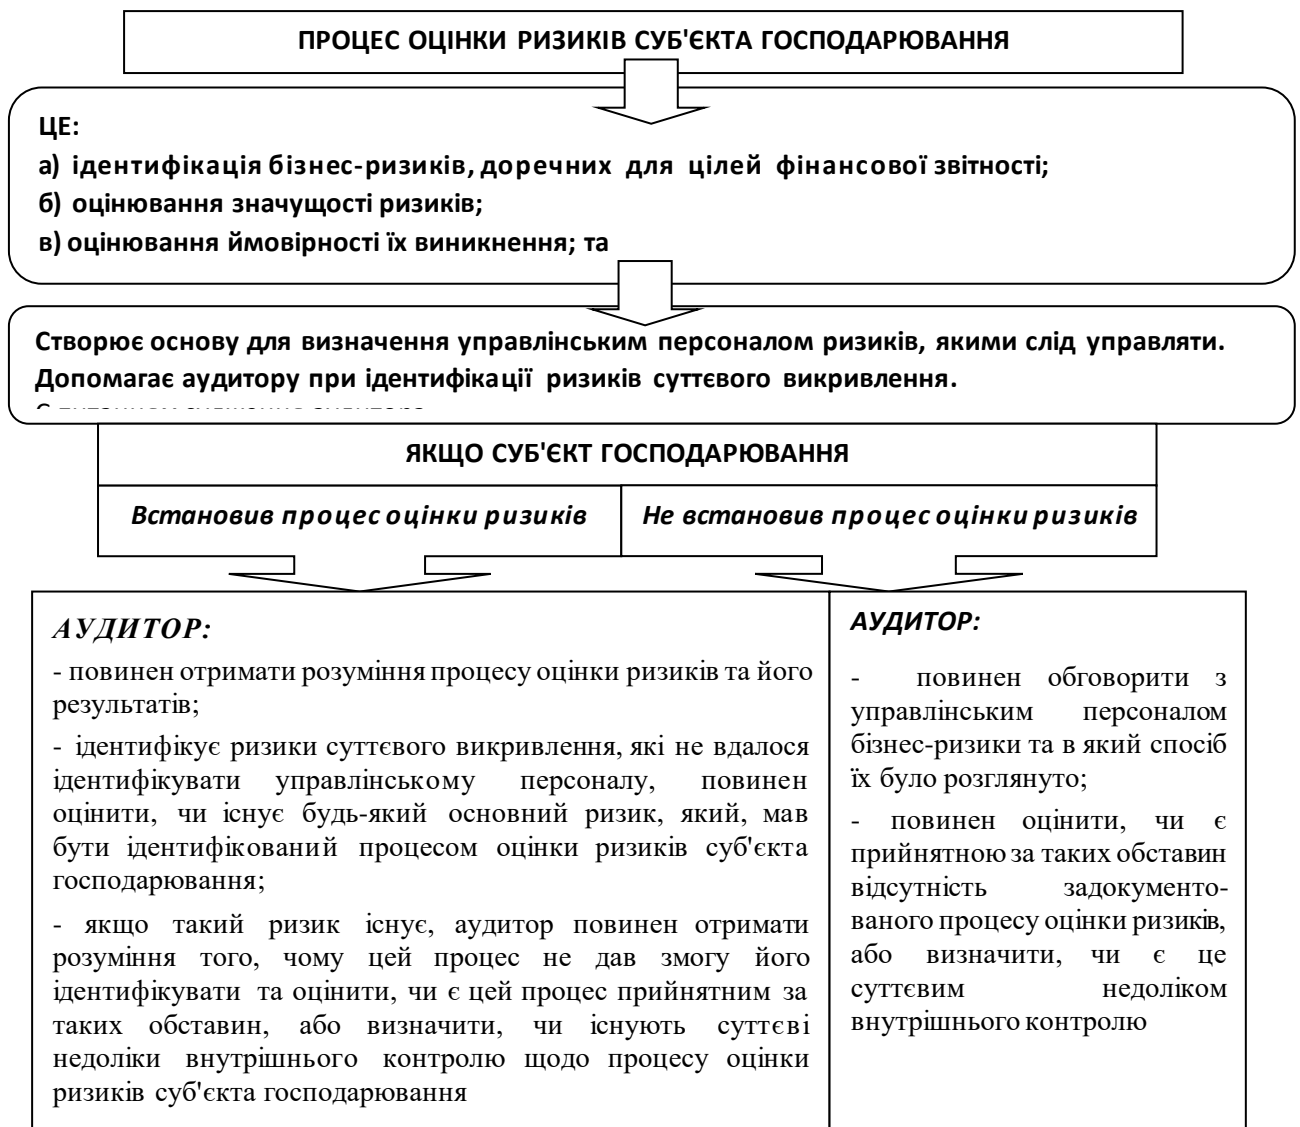 ПРОЦЕС ОЦІНКИ РИЗИКІВ СУБ'ЄКТА ГОСПОДАРЮВАННЯ
ЦЕ:
а) ідентифікація бізнес-ризиків, доречних для цілей фінансової звітності;
б) оцінювання значущості ризиків;
в) оцінювання ймовірності їх виникнення; та
Створює основу для визначення управлінським персоналом ризиків, якими слід управляти.
Допомагає аудитору при ідентифікації ризиків суттєвого викривлення.
ЯКЩО СУБ'ЄКТ ГОСПОДАРЮВАННЯ
Встановив процес оцінки ризиків
Не встановив процес оцінки ризиків
АУДИТОР:
- повинен отримати розуміння процесу оцінки ризиків та його
результатів;
- ідентифікує ризики суттєвого викривлення, які не вдалося
ідентифікувати управлінському персоналу, повинен
оцінити, чи існує будь-який основний ризик, який, мав
бути ідентифікований процесом оцінки ризиків суб'єкта
господарювання;
- якщо такий ризик існує, аудитор повинен отримати
розуміння того, чому цей процес не дав змогу його
ідентифікувати та оцінити, чи є цей процес прийнятним за
таких обставин, або визначити, чи існують суттєві
недоліки внутрішнього контролю щодо процесу оцінки
ризиків суб'єкта господарювання
АУДИТОР:
- повинен обговорити з
управлінським персоналом
бізнес-ризики та в який спосіб
їх було розглянуто;
- повинен оцінити, чи є
прийнятною за таких обставин
відсутність задокументо-
ваного процесу оцінки ризиків,
або визначити, чи є це
суттєвим недоліком
внутрішнього контролю